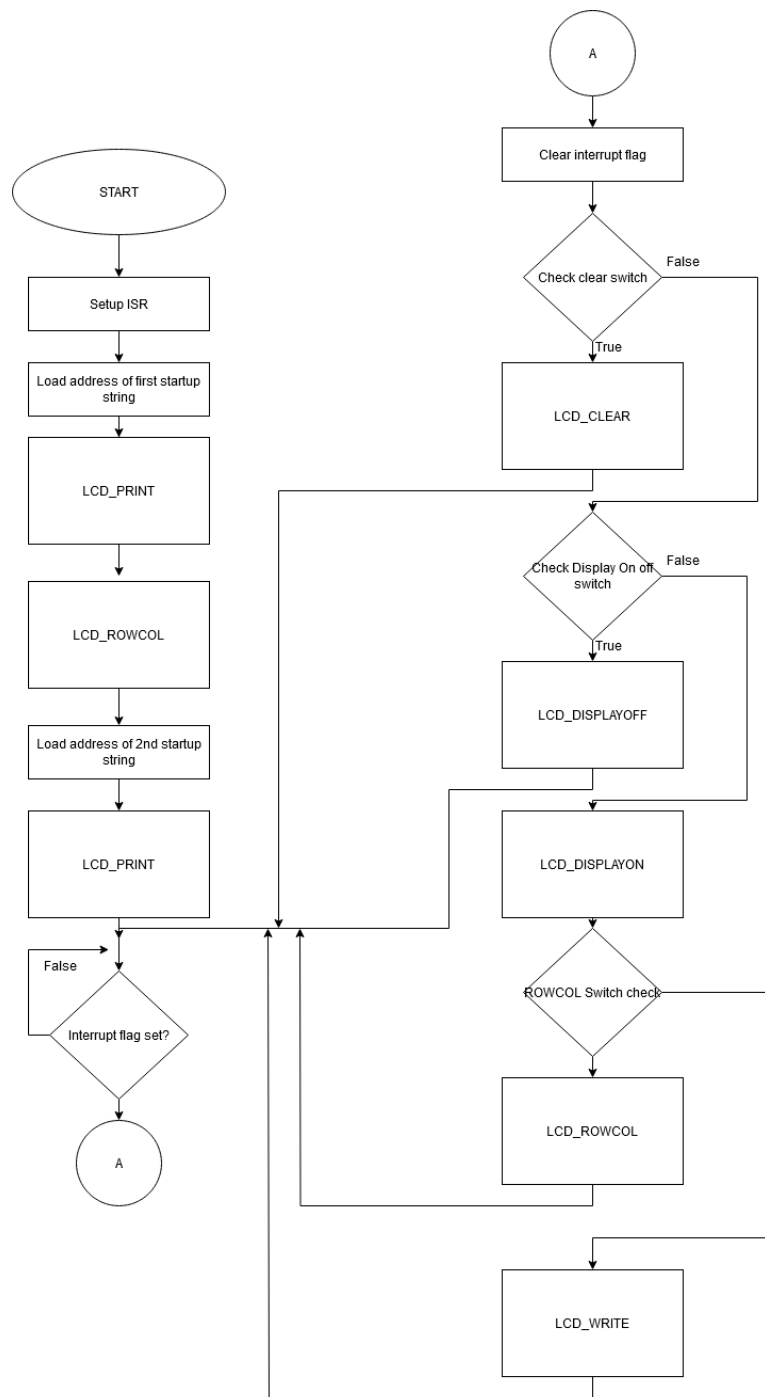 START
Setup ISR
Load address of first startup
string
LCD_PRINT
LCD_ROWCOL
Load address of 2nd startup
string
LCD_PRINT
False
Interrupt flag set?
A
A
Clear interrupt flag
Check clear switch
False
True
LCD_CLEAR
Check Display On off
switch
False
True
LCD_DISPLAYOFF
LCD_DISPLAYON
ROWCOL Switch check
LCD_ROWCOL
LCD_WRITE